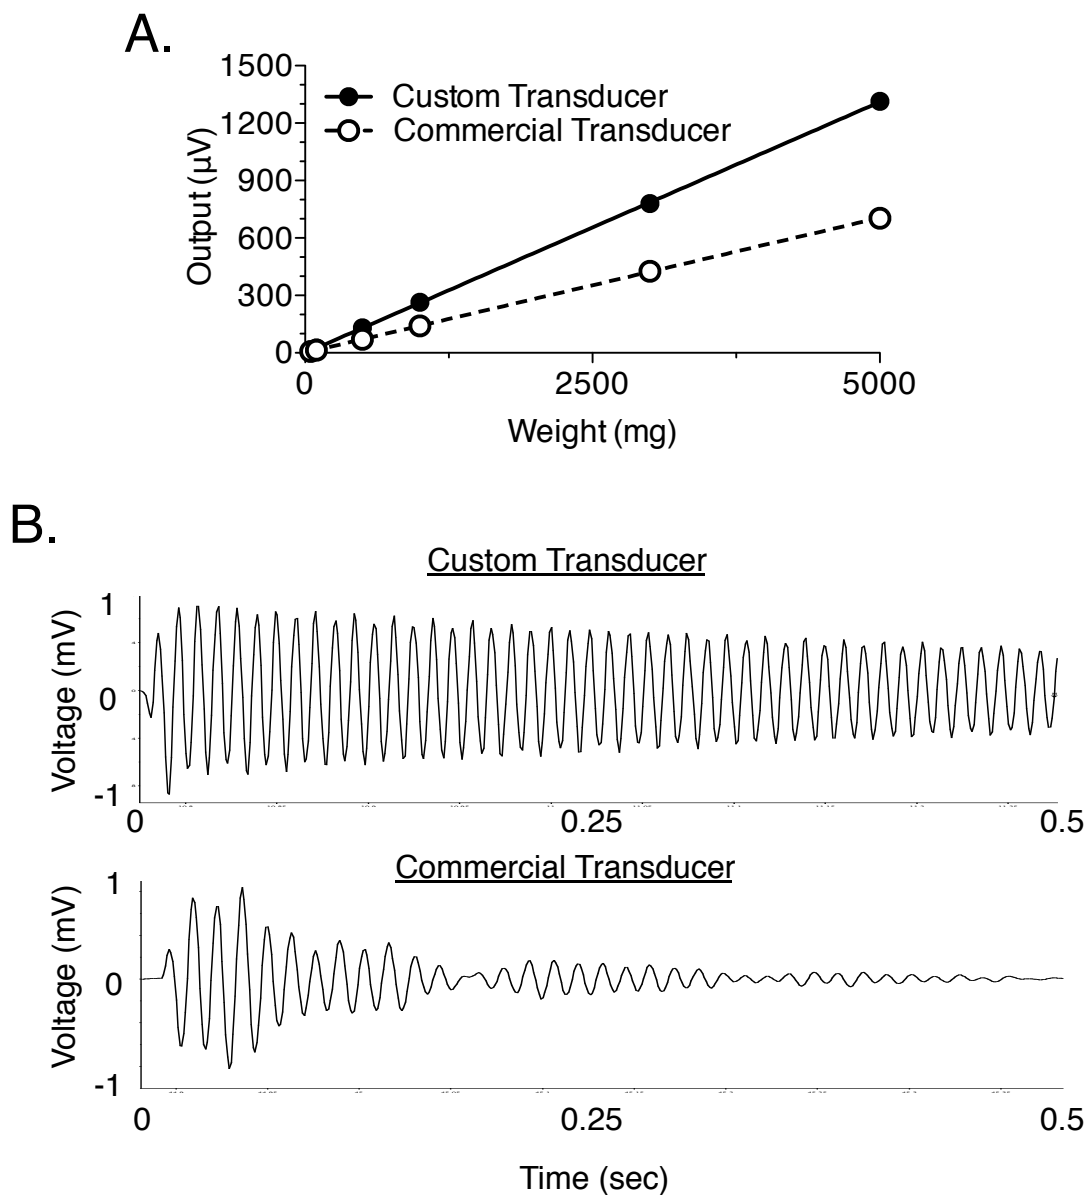 A.
1500
1200
900
600
300
0
Output (µV)
Custom Transducer
Commercial Transducer
0 2500 5000
Weight (mg)
B.
Custom Transducer
1
0
-1
Voltage (mV)
0 0.25 0.5
Commercial Transducer
1
0
-1
Voltage (mV)
0 0.25 0.5
Time (sec)